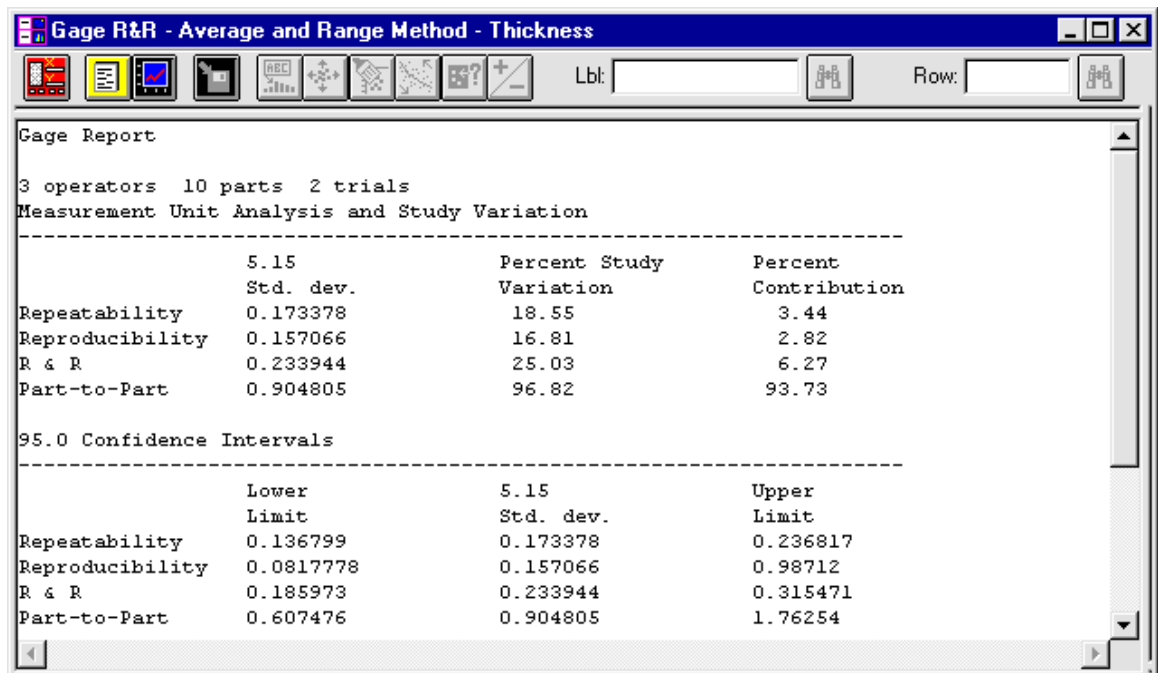 Gage R&R - Average and Range Method - Thickness
ABC Lbl: Row:
Gage Report
3 operators 10 parts 2 trials
Measurement Unit Analysis and Study Variation
5.15 Percent Study Percent
Std. dev. Variation Contribution
Repeatability 0.173378 18.55 3.44
Reproducibility 0.157066 16.81 2.82
R & R 0.233944 25.03 6.27
Part-to-Part 0.904805 96.82 93.73
95.0 Confidence Intervals
Lower 5.15 Upper
Limit Std. dev. Limit
Repeatability 0.136799 0.173378 0.236817
Reproducibility 0.0817778 0.157066 0.98712
R & R 0.185973 0.233944 0.315471
Part-to-Part 0.607476 0.904805 1.76254